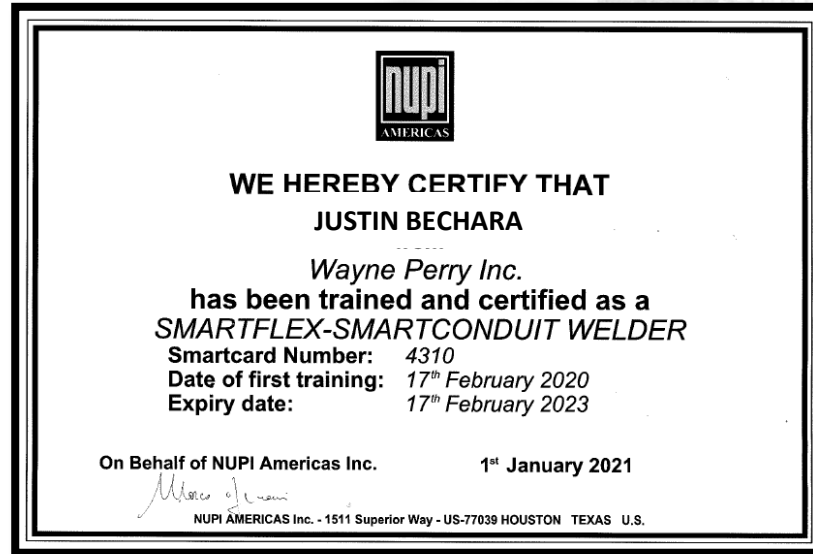 nupi
AMERICAS
WE HEREBY CERTIFY THAT
JUSTIN BECHARA
Wayne Perry Inc.
has been trained and certified as a
SMARTFLEX-SMARTCONDUIT WELDER
Smartcard Number: 4310
Date of first training: 17th February 2020
Expiry date: 17th February 2023
On Behalf of NUPI Americas Inc. 1st January 2021
NUPI AMERICAS Inc. - 1511 Superior Way - US-77039 HOUSTON TEXAS U.S.